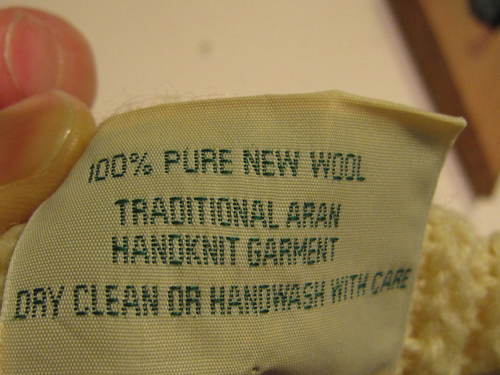 100% PURE NEW WOOL
TRADITIONAL ARAN
HANDKNIT GARMENT
DRY CLEAN OR HANDWASH WITH CARE